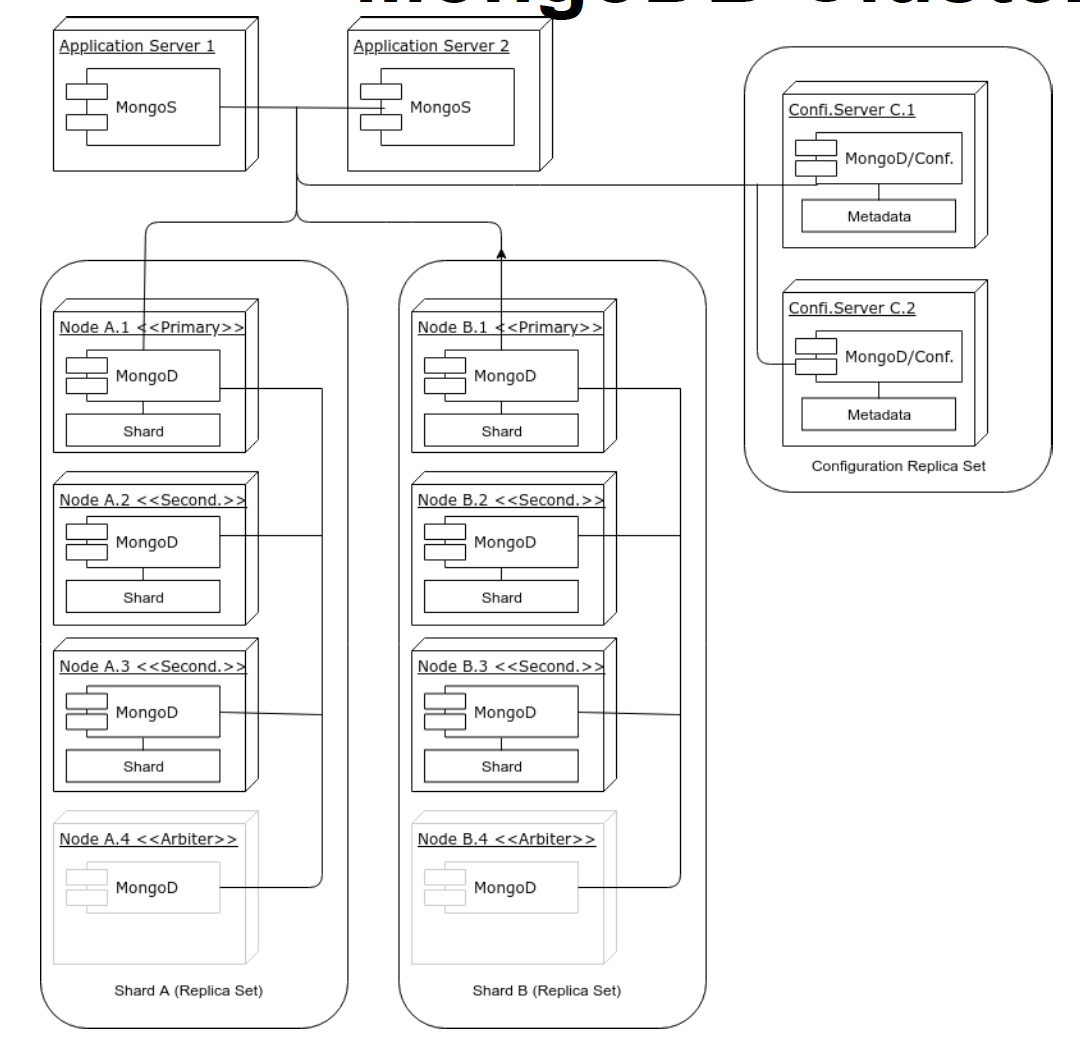 MongoDB Cluster
Application Server 1
MongoS
Application Server 2
MongoS
Confi.Server C.1
MongoD/Conf.
Metadata
Confi.Server C.2
MongoD/Conf.
Metadata
Configuration Replica Set
Node A.1 <<Primary>>
MongoD
Shard
Node A.2 <<Second.>>
MongoD
Shard
Node A.3 <<Second.>>
MongoD
Shard
Node A.4 <<Arbiter>>
MongoD
Shard A (Replica Set)
Node B.1 <<Primary>>
MongoD
Shard
Node B.2 <<Second.>>
MongoD
Shard
Node B.3 <<Second.>>
MongoD
Shard
Node B.4 <<Arbiter>>
MongoD
Shard B (Replica Set)